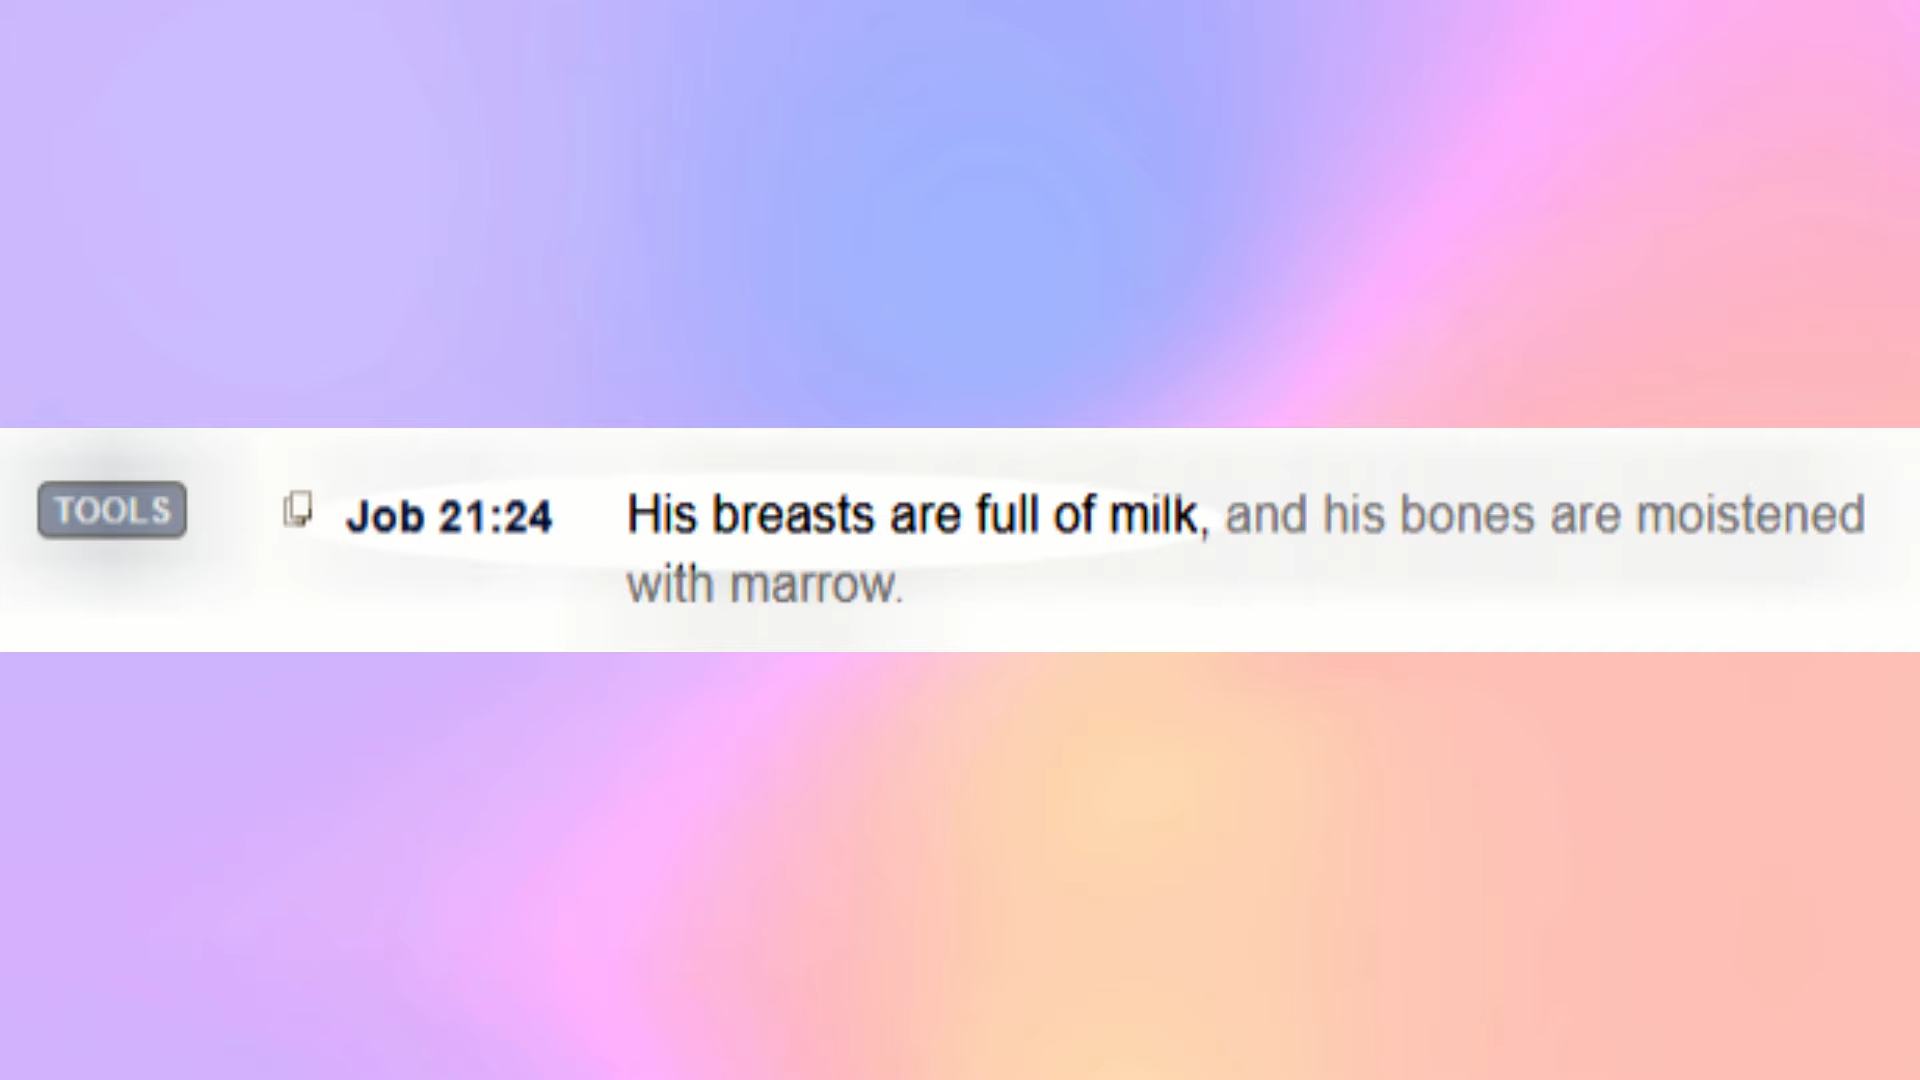 TOOLS Job 21:24 His breasts are full of milk, and his bones are moistened
with marrow.